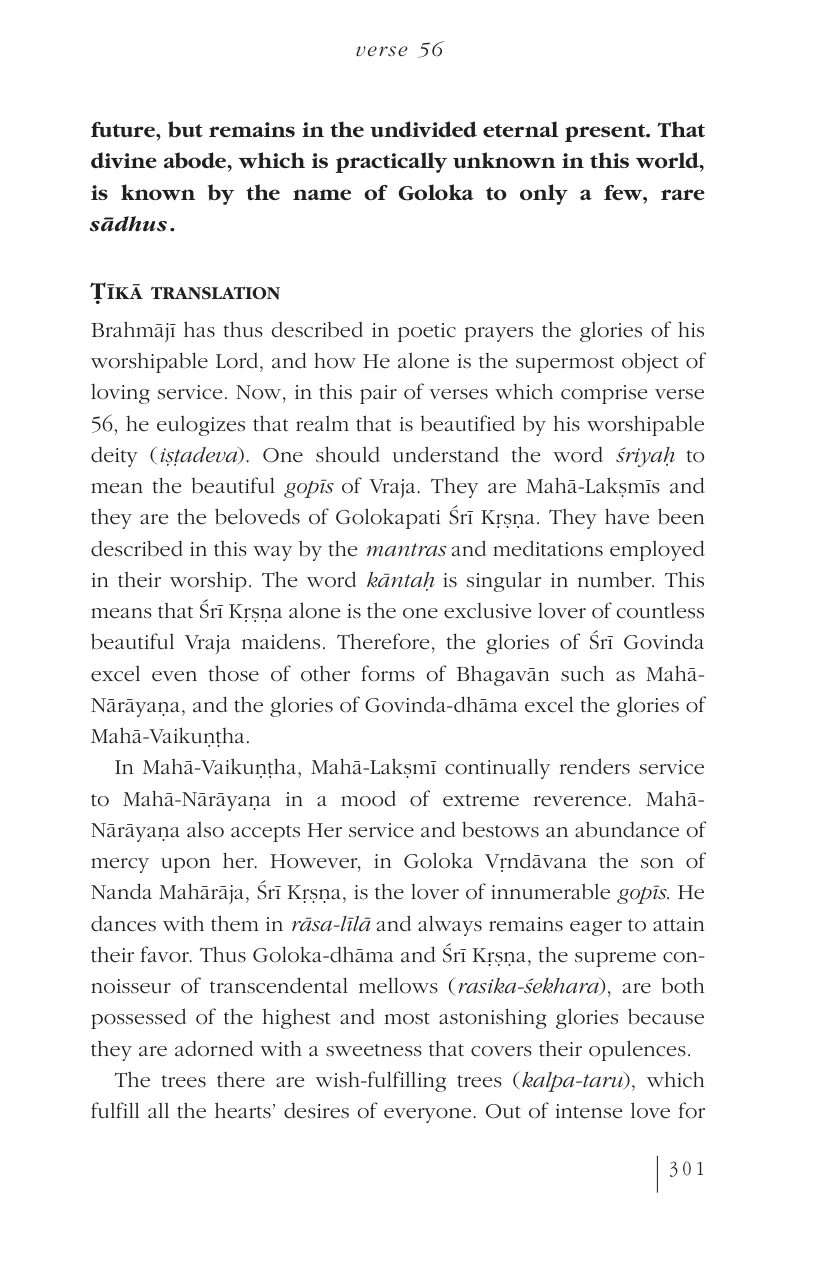 verse 56
future, but remains in the undivided eternal present. That
divine abode, which is practically unknown in this world,
is known by the name of Goloka to only a few, rare
sādhus.
Ṭīkā translation
Brahmājī has thus described in poetic prayers the glories of his
worshipable Lord, and how He alone is the supermost object of
loving service. Now, in this pair of verses which comprise verse
56, he eulogizes that realm that is beautified by his worshipable
deity (iṣṭadeva). One should understand the word śriyaḥ to
mean the beautiful gopīs of Vraja. They are Mahā-Lakṣmīs and
they are the beloveds of Golokapati Śrī Kṛṣṇa. They have been
described in this way by the mantras and meditations employed
in their worship. The word kāntaḥ is singular in number. This
means that Śrī Kṛṣṇa alone is the one exclusive lover of countless
beautiful Vraja maidens. Therefore, the glories of Śrī Govinda
excel even those of other forms of Bhagavān such as Mahā-
Nārāyaṇa, and the glories of Govinda-dhāma excel the glories of
Mahā-Vaikuṇṭha.
In Mahā-Vaikuṇṭha, Mahā-Lakṣmī continually renders service
to Mahā-Nārāyaṇa in a mood of extreme reverence. Mahā-
Nārāyaṇa also accepts Her service and bestows an abundance of
mercy upon her. However, in Goloka Vṛndāvana the son of
Nanda Mahārāja, Śrī Kṛṣṇa, is the lover of innumerable gopīs. He
dances with them in rāsa-līlā and always remains eager to attain
their favor. Thus Goloka-dhāma and Śrī Kṛṣṇa, the supreme con-
noisseur of transcendental mellows (rasika-śekhara), are both
possessed of the highest and most astonishing glories because
they are adorned with a sweetness that covers their opulences.
The trees there are wish-fulfilling trees (kalpa-taru), which
fulfill all the hearts’ desires of everyone. Out of intense love for
301